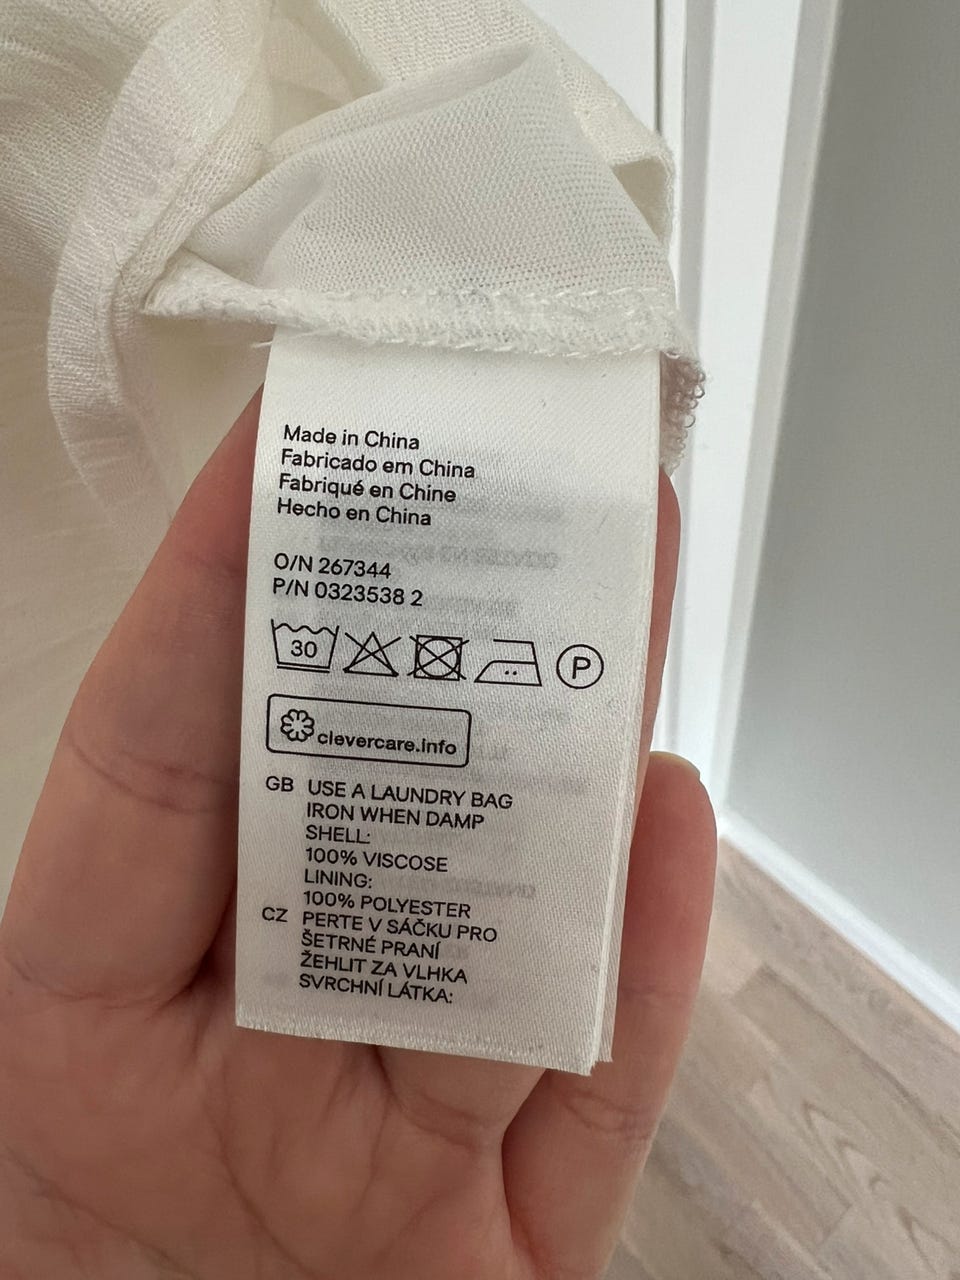 Made in China
Fabricado em China
Fabriqué en Chine
Hecho en China
O/N 267344
P/N 0323538 2
30 P
clevercare.info
GB USE A LAUNDRY BAG
IRON WHEN DAMP
SHELL:
100% VISCOSE
LINING:
100% POLYESTER
CZ PERTE V SÁČKU PRO
ŠETRNÉ PRANÍ
ŽEHLIT ZA VLHKA
SVRCHNÍ LÁTKA: